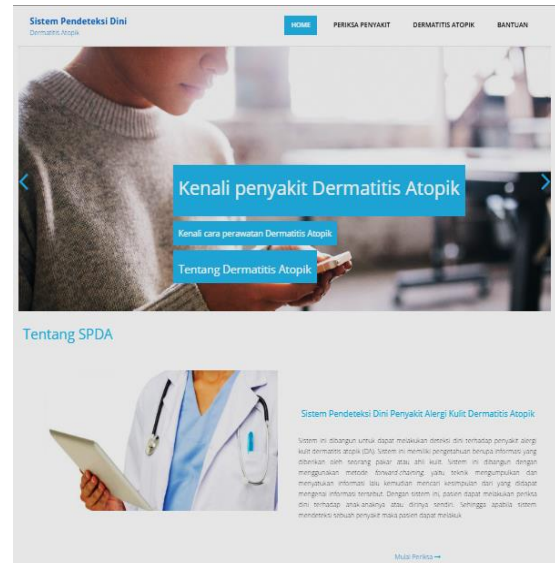 Sistem Pendeteksi Dini
Dermatitis Atopik
HOME PERIKSA PENYAKIT DERMATITIS ATOPIK BANTUAN
Kenali penyakit Dermatitis Atopik
Kenali cara perawatan Dermatitis Atopik
Tentang Dermatitis Atopik
Tentang SPDA
Sistem Pendeteksi Dini Penyakit Alergi Kulit Dermatitis Atopik
Sistem ini dibangun untuk dapat melakukan deteksi dini terhadap penyakit alergi
kulit dermatitis atopik (DA). Sistem ini memiliki pengetahuan berupa informasi yang
diberikan oleh seorang pakar atau ahli kulit. Sistem ini dibangun dengan
menggunakan metode forward chaining yaitu teknik mengumpulkan dan
menyatukan informasi lalu kemudian mencari kesimpulan dari yang didapat
mengenai informasi tersebut. Dengan sistem ini, pasien dapat melakukan periksa
dini terhadap anak-anaknya atau dirinya sendiri. Sehingga apabila sistem
mendeteksi sebuah penyakit maka pasien dapat melakuk
Mulai Periksa →